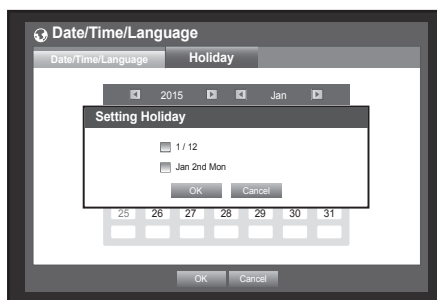 Date/Time/Language
Date/Time/Language Holiday
2015 Jan
Setting Holiday
1 / 12
Jan 2nd Mon
OK Cancel
25 26 27 28 29 30 31
OK Cancel